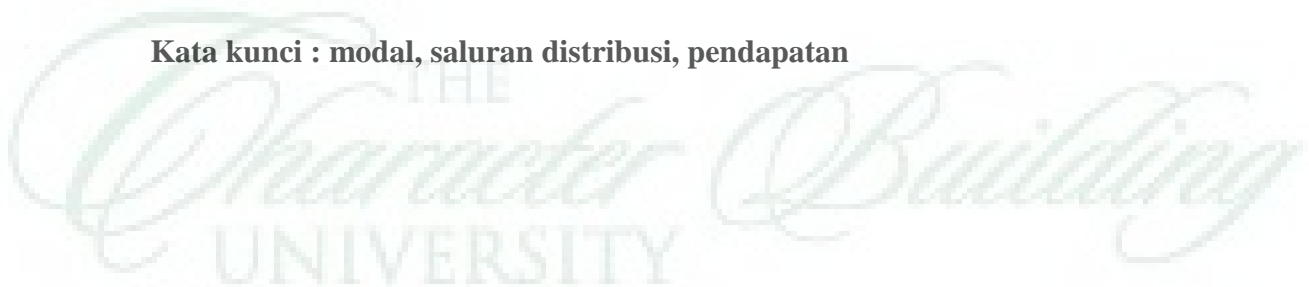 Kata kunci : modal, saluran distribusi, pendapatan
THE
Character Building
UNIVERSITY